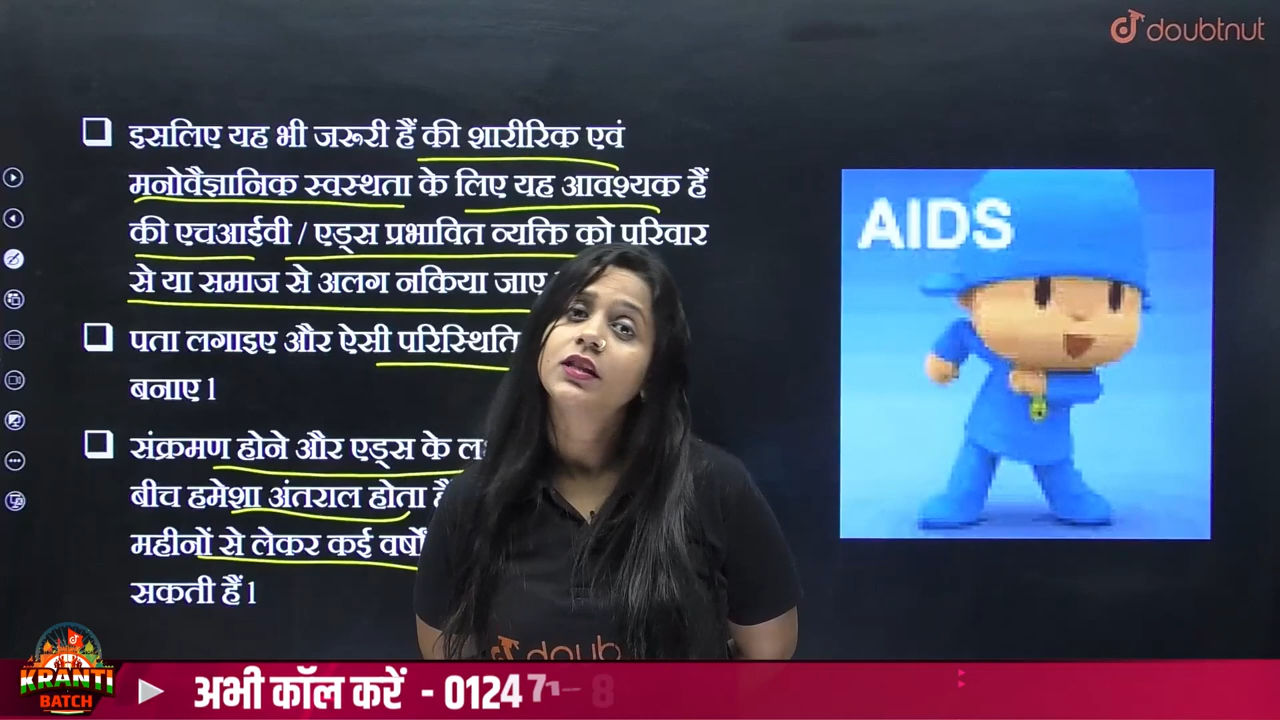 doubtnut
इसलिए यह भी जरूरी हैं की शारीरिक एवं
मनोवैज्ञानिक स्वस्थता के लिए यह आवश्यक हैं
की एचआईवी / एड्स प्रभावित व्यक्ति को परिवार
से या समाज से अलग नकिया जाए
पता लगाइए और ऐसी परिस्थिति
बनाए l
संक्रमण होने और एड्स के
बीच हमेशा अंतराल होता
महीनों से लेकर कई वर्षों
सकती हैं l
AIDS
doub
KRANTI
BATCH
अभी कॉल करें - 0124